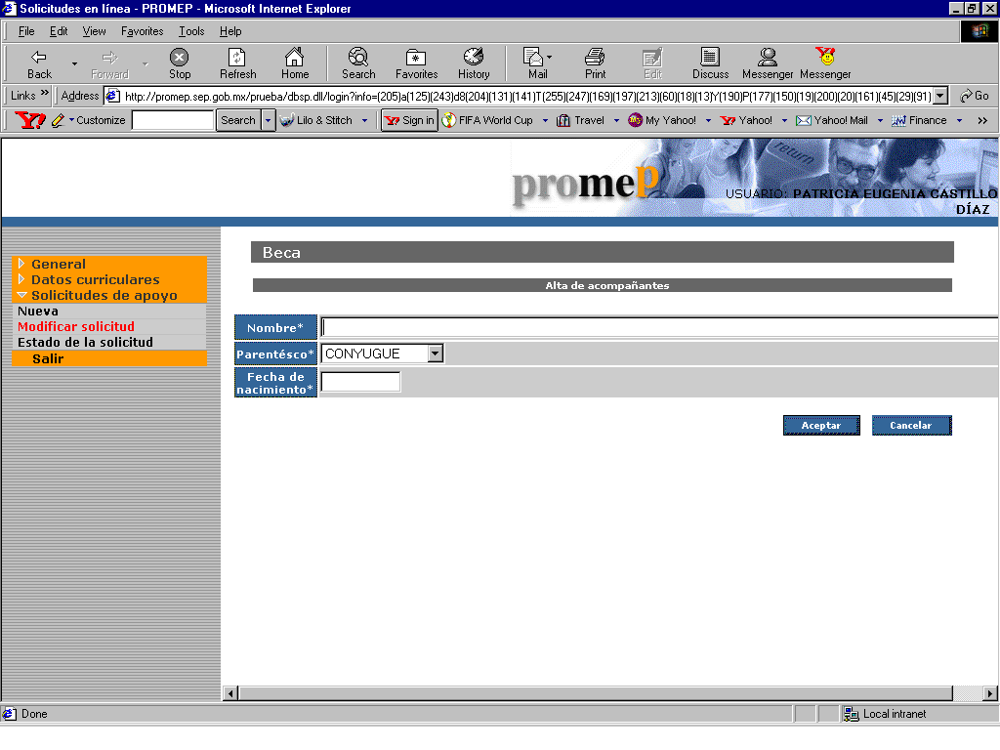 Solicitudes en línea - PROMEP - Microsoft Internet Explorer
File Edit View Favorites Tools Help
Back Forward Stop Refresh Home Search Favorites History Mail Print Edit Discuss Messenger Messenger
Links » Address http://promep.sep.gob.mx/prueba/dbsp.dll/login?info=(205)a(125)(243)d8(204)(131)(141)T(255)(247)(169)(197)(213)(60)(18)(13)Y(190)P(177)(150)(19)(200)(20)(161)(45)(29)(91) Go
Y! Customize Search Lilo & Stitch Y! Sign in FIFA World Cup Travel My Yahoo! Y! Yahoo! Yahoo! Mail Finance »
promep
return
USUARIO: PATRICIA EUGENIA CASTILLO
DÍAZ
Beca
Alta de acompañantes
General
Datos curriculares
Solicitudes de apoyo
Nueva
Modificar solicitud
Estado de la solicitud
Salir
Nombre*
Parentésco* CONYUGUE
Fecha de
nacimiento*
Aceptar Cancelar
Done Local intranet